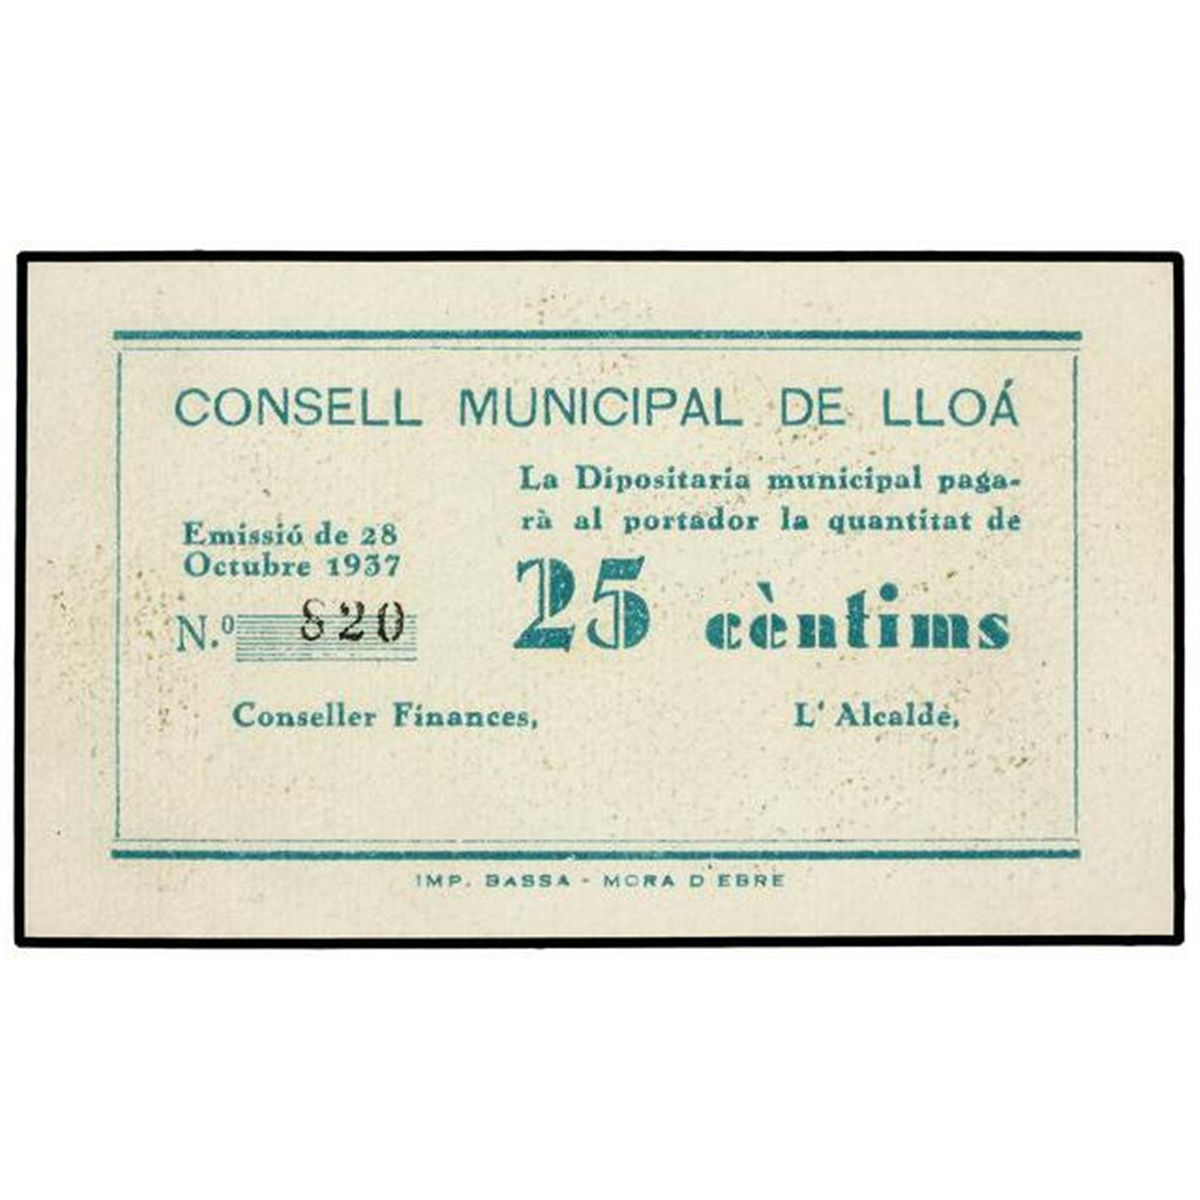 CONSELL MUNICIPAL DE LLOÁ
La Dipositaria municipal paga-
rà al portador la quantitat de
25 cèntims
Emissió de 28
Octubre 1937
N.º 820
Conseller Finances,
L' Alcalde,
IMP. BASSA - MORA D'EBRE